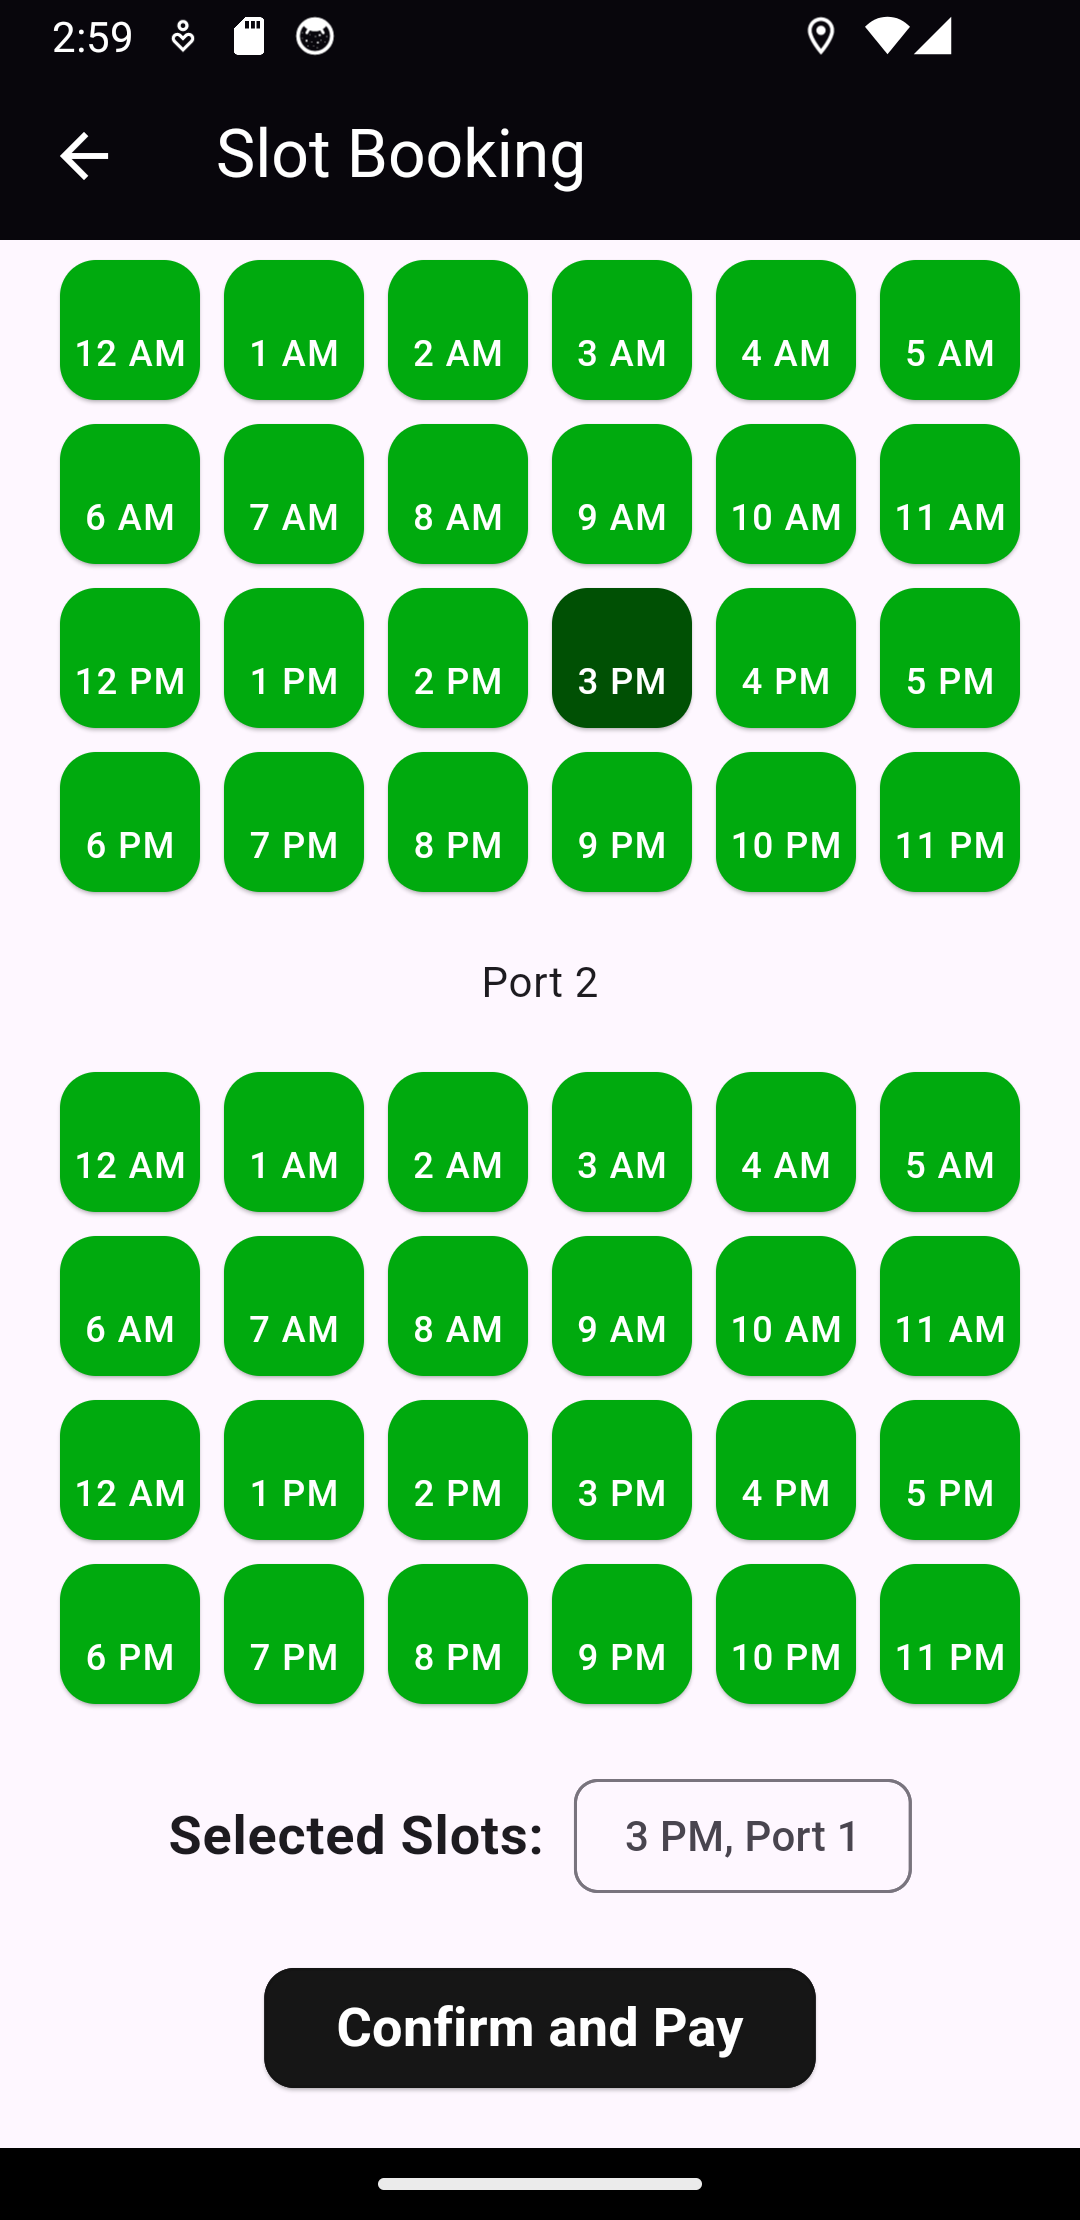 2:59
Slot Booking
12 AM 1 AM 2 AM 3 AM 4 AM 5 AM
6 AM 7 AM 8 AM 9 AM 10 AM 11 AM
12 PM 1 PM 2 PM 3 PM 4 PM 5 PM
6 PM 7 PM 8 PM 9 PM 10 PM 11 PM
Port 2
12 AM 1 AM 2 AM 3 AM 4 AM 5 AM
6 AM 7 AM 8 AM 9 AM 10 AM 11 AM
12 AM 1 PM 2 PM 3 PM 4 PM 5 PM
6 PM 7 PM 8 PM 9 PM 10 PM 11 PM
Selected Slots: 3 PM, Port 1
Confirm and Pay